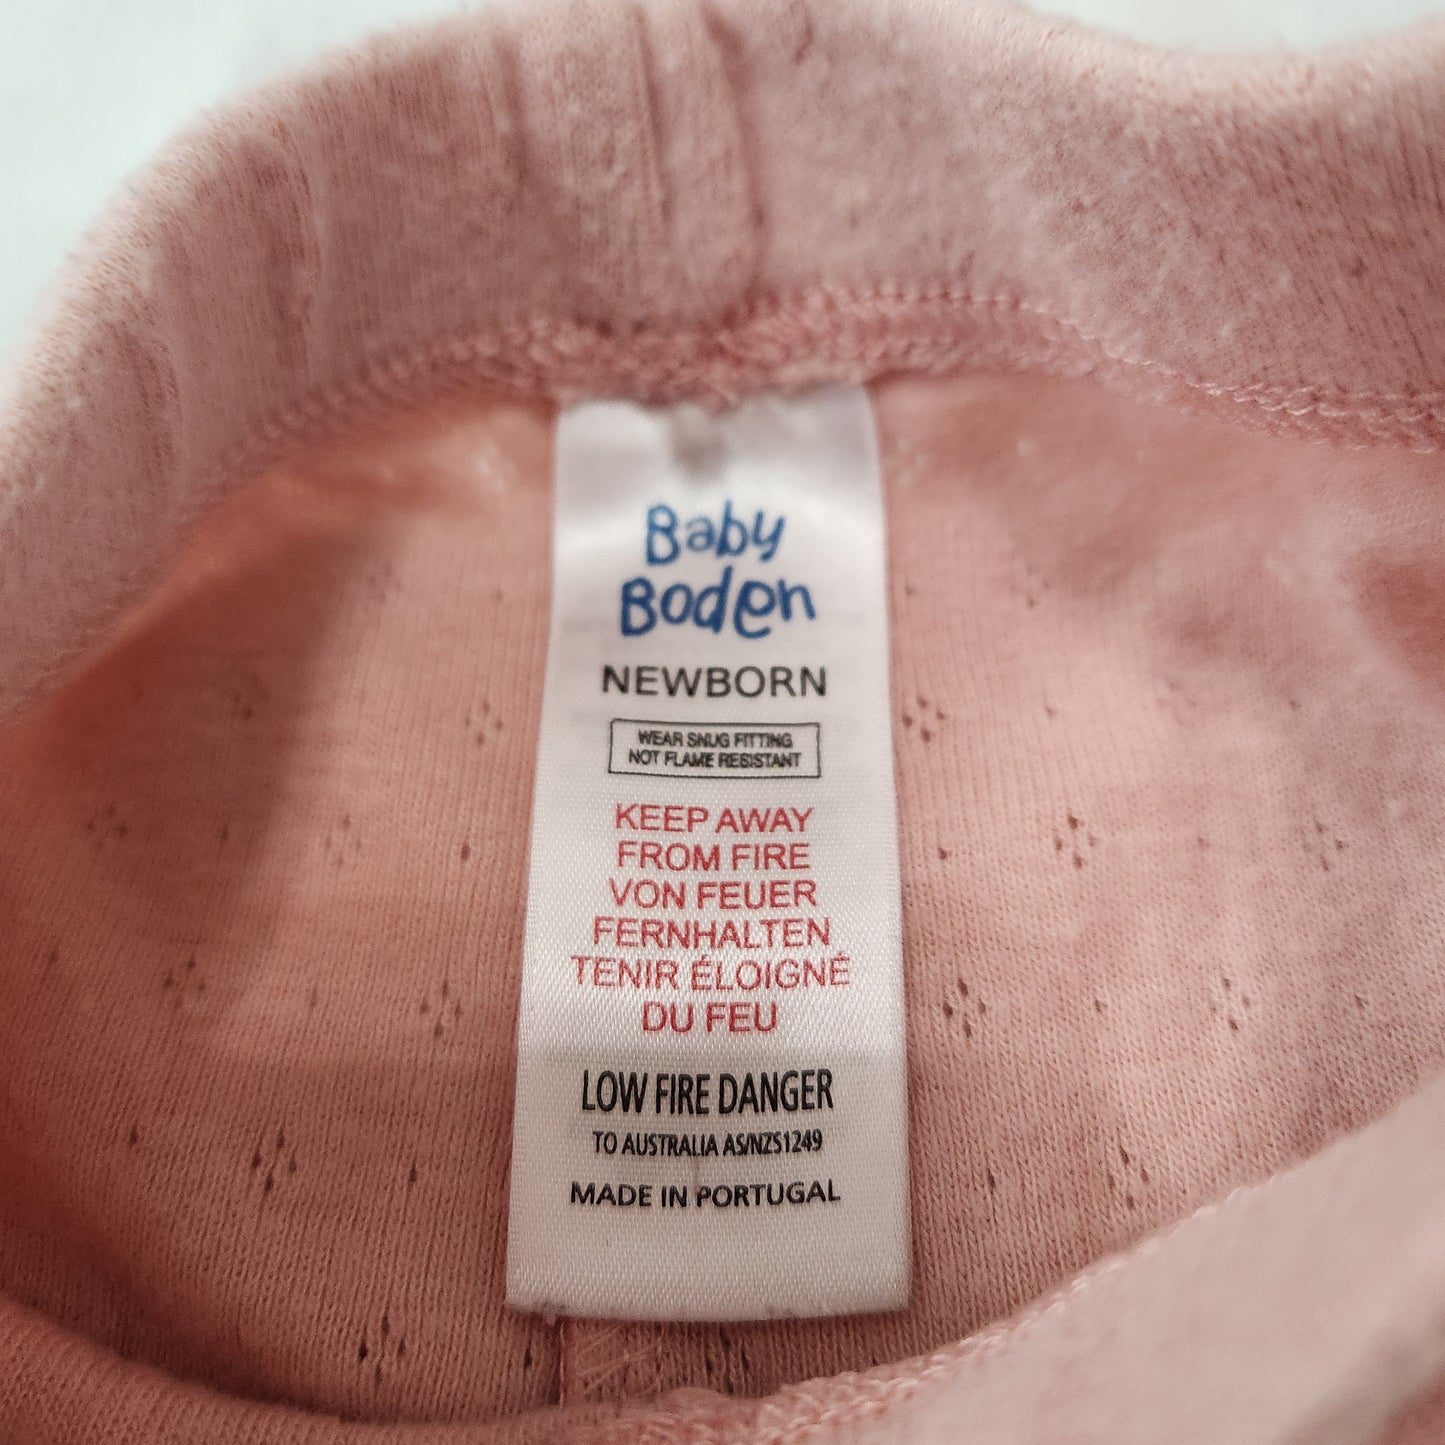 Baby
Boden
NEWBORN
WEAR SNUG FITTING
NOT FLAME RESISTANT
KEEP AWAY
FROM FIRE
VON FEUER
FERNHALTEN
TENIR ÉLOIGNÉ
DU FEU
LOW FIRE DANGER
TO AUSTRALIA AS/NZS1249
MADE IN PORTUGAL